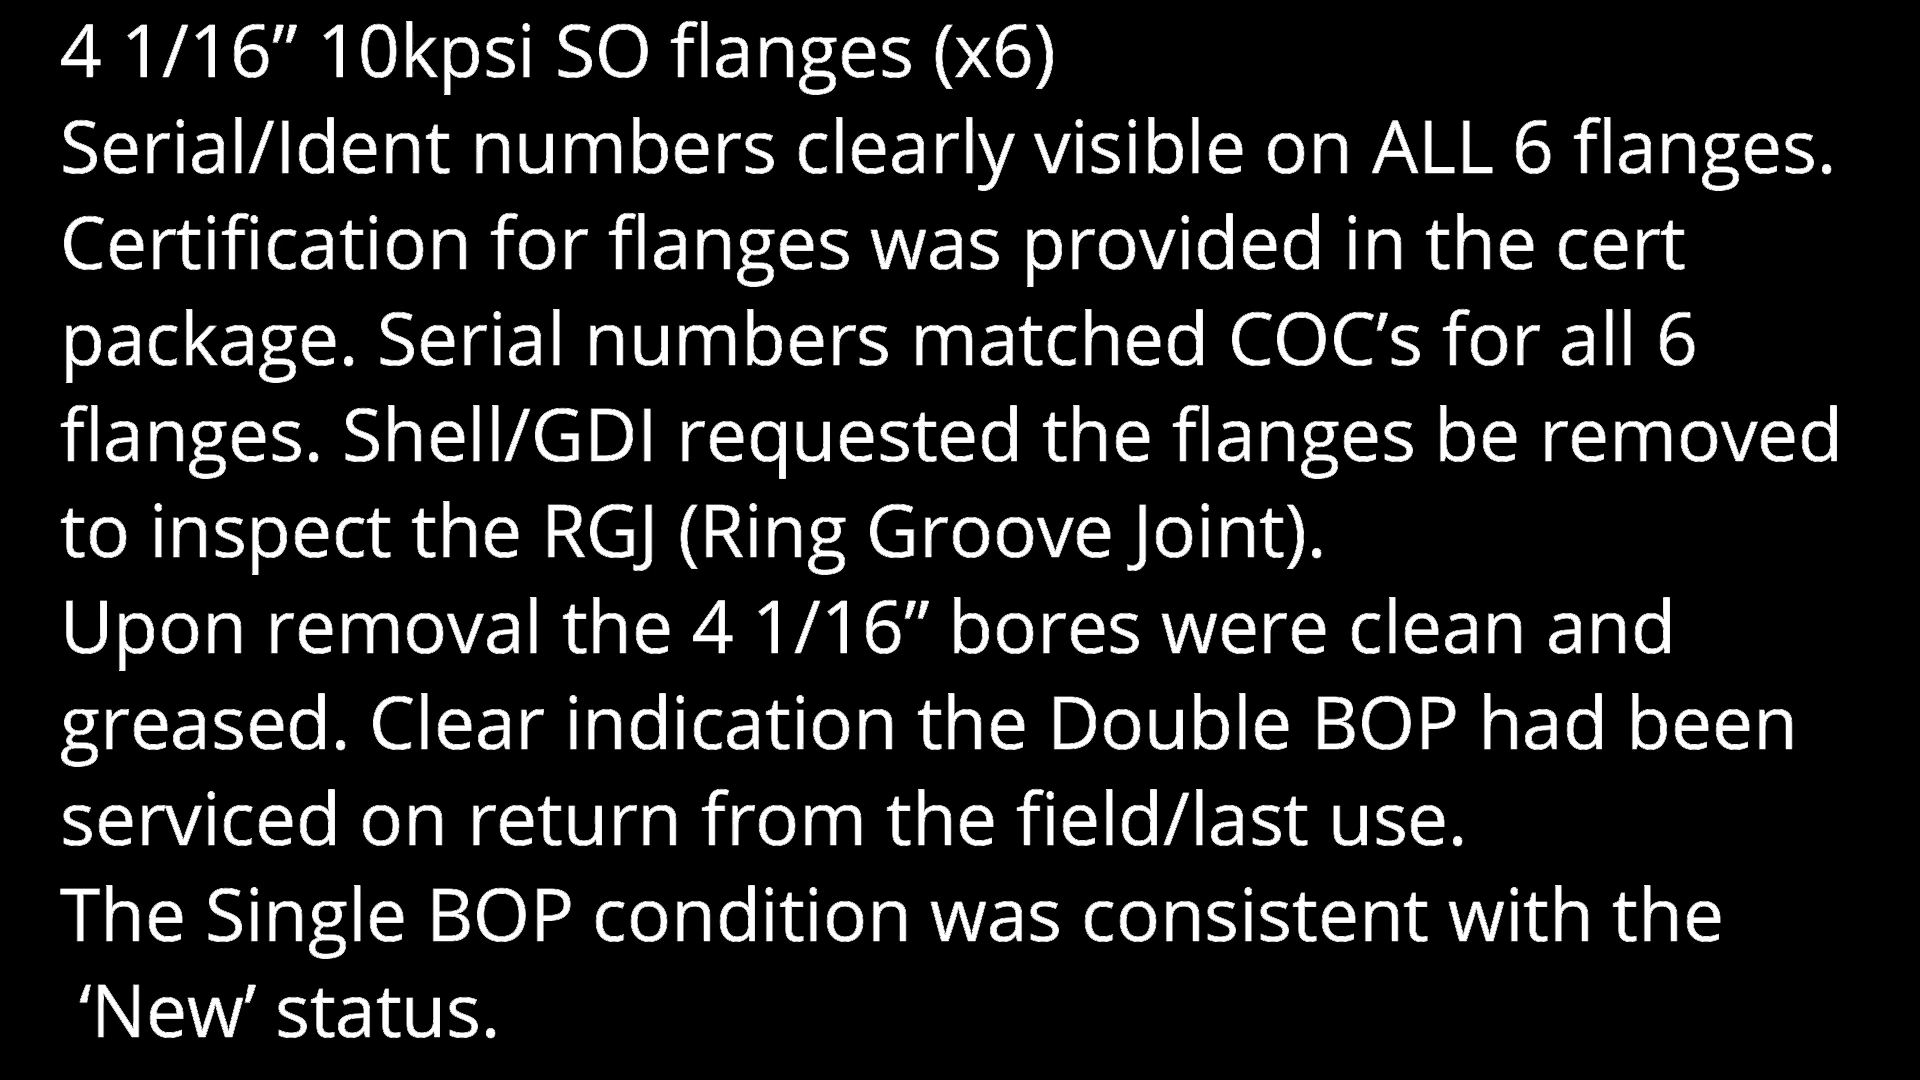 4 1/16” 10kpsi SO flanges (x6)
Serial/Ident numbers clearly visible on ALL 6 flanges.
Certification for flanges was provided in the cert
package. Serial numbers matched COC’s for all 6
flanges. Shell/GDI requested the flanges be removed
to inspect the RGJ (Ring Groove Joint).
Upon removal the 4 1/16” bores were clean and
greased. Clear indication the Double BOP had been
serviced on return from the field/last use.
The Single BOP condition was consistent with the
‘New’ status.